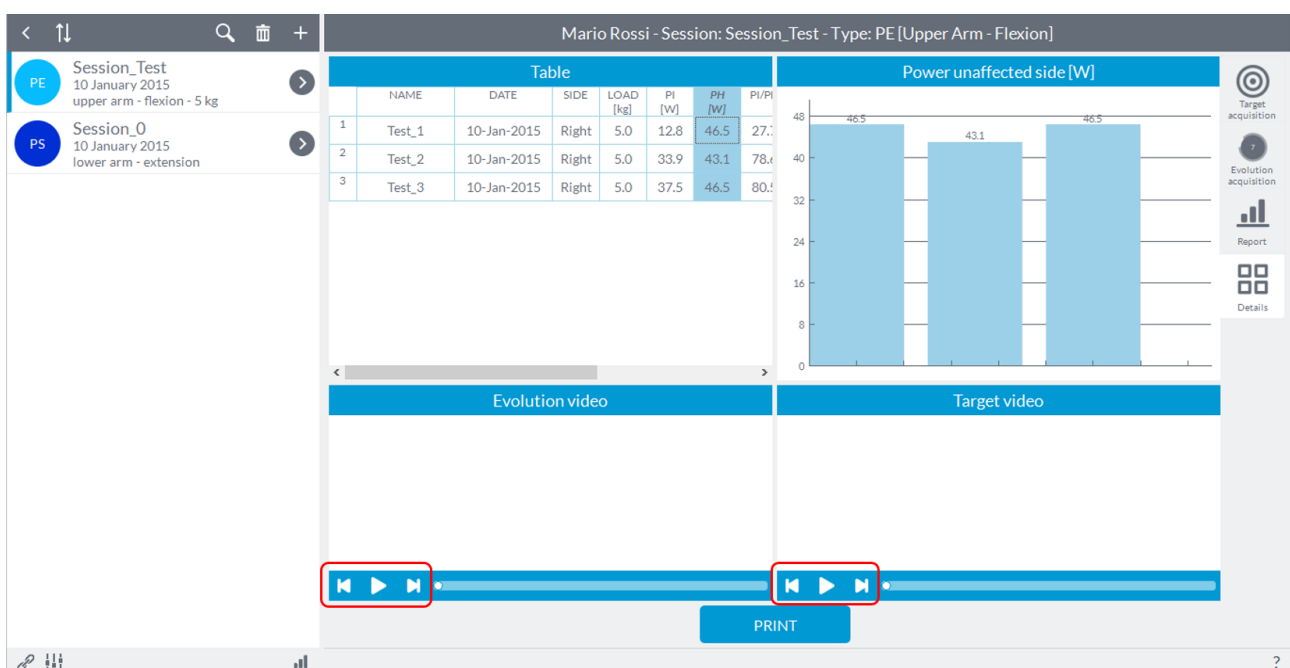 Mario Rossi - Session: Session_Test - Type: PE [Upper Arm - Flexion]
PE
Session_Test
10 January 2015
upper arm - flexion - 5 kg
PS
Session_0
10 January 2015
lower arm - extension
Table
NAME DATE SIDE LOAD [kg] PI [W] PH [W] PI/P
1 Test_1 10-Jan-2015 Right 5.0 12.8 46.5 27.
2 Test_2 10-Jan-2015 Right 5.0 33.9 43.1 78.
3 Test_3 10-Jan-2015 Right 5.0 37.5 46.5 80.
Power unaffected side [W]
48
40
32
24
16
8
0
46.5
43.1
46.5
Target
acquisition
7
Evolution
acquisition
Report
Details
Evolution video
Target video
PRINT
?